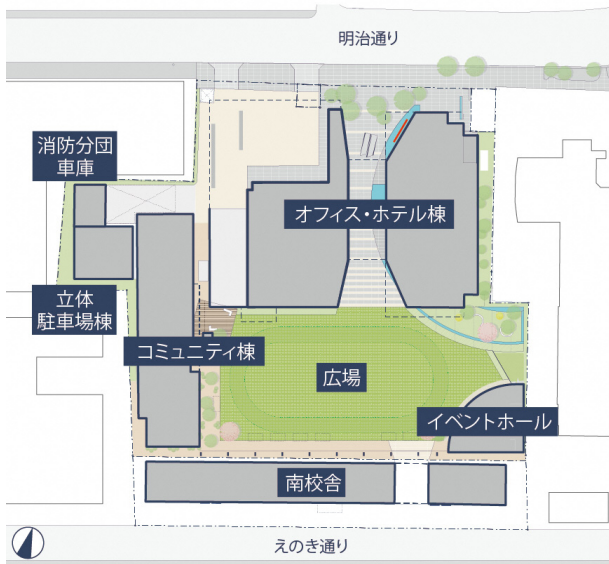 明治通り
消防分団
車庫
オフィス・ホテル棟
立体
駐車場棟
コミュニティ棟
広場
イベントホール
南校舎
えのき通り